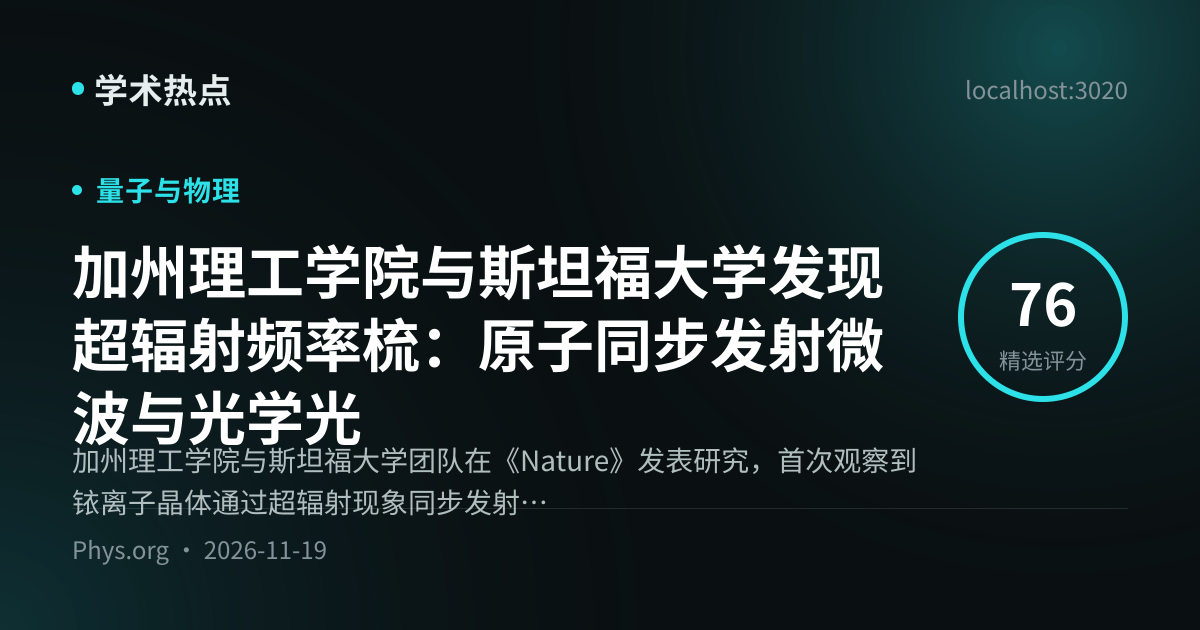 学术热点
localhost:3020
量子与物理
加州理工学院与斯坦福大学发现
超辐射频率梳：原子同步发射微
波与光学光
76
精选评分
加州理工学院与斯坦福大学团队在《Nature》发表研究，首次观察到
铱离子晶体通过超辐射现象同步发射…
Phys.org · 2026-11-19